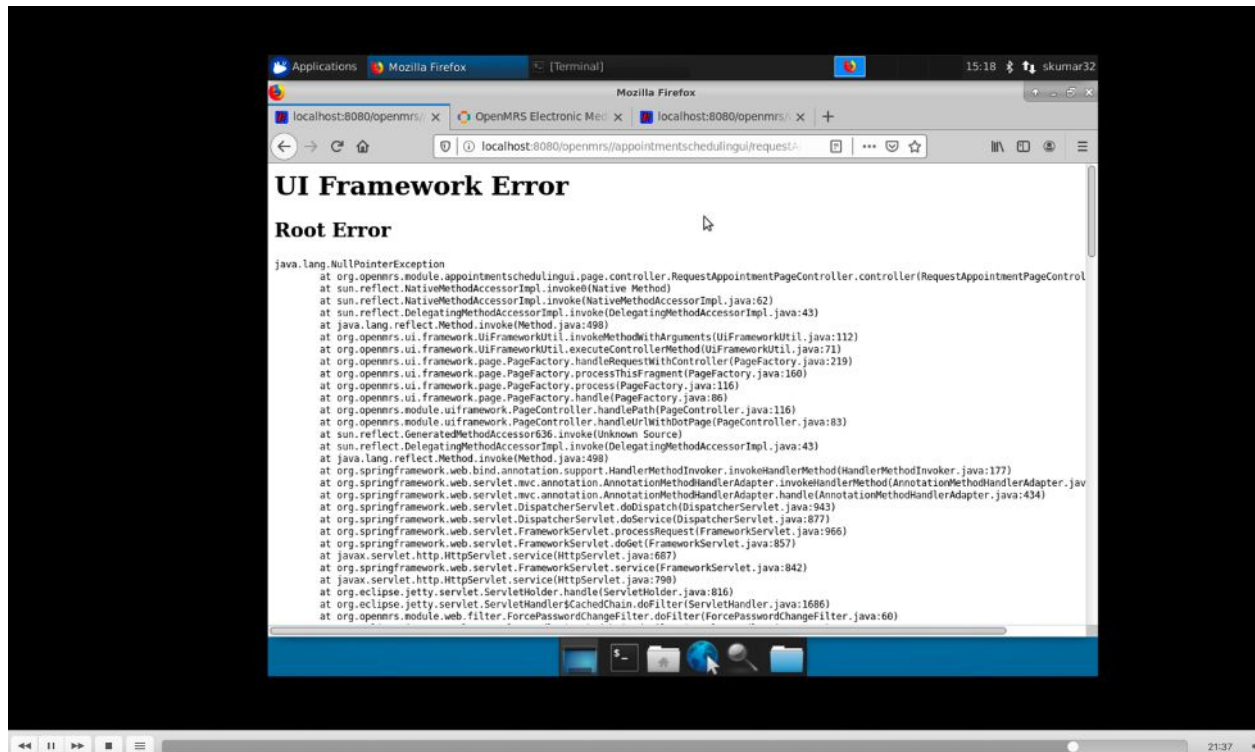 Applications Mozilla Firefox [Terminal] 15:18 skumar32
Mozilla Firefox
localhost:8080/openmrs/ OpenMRS Electronic Med localhost:8080/openmrs/
localhost:8080/openmrs//appointmentschedulingui/requestA
UI Framework Error
Root Error
java.lang.NullPointerException
at org.openmrs.module.appointmentschedulingui.page.controller.RequestAppointmentPageController.controller(RequestAppointmentPageControl
at sun.reflect.NativeMethodAccessorImpl.invoke0(Native Method)
at sun.reflect.NativeMethodAccessorImpl.invoke(NativeMethodAccessorImpl.java:62)
at sun.reflect.DelegatingMethodAccessorImpl.invoke(DelegatingMethodAccessorImpl.java:43)
at java.lang.reflect.Method.invoke(Method.java:498)
at org.openmrs.ui.framework.UiFrameworkUtil.invokeMethodWithArguments(UiFrameworkUtil.java:112)
at org.openmrs.ui.framework.UiFrameworkUtil.executeControllerMethod(UiFrameworkUtil.java:71)
at org.openmrs.ui.framework.page.PageFactory.handleRequestWithController(PageFactory.java:219)
at org.openmrs.ui.framework.page.PageFactory.processThisFragment(PageFactory.java:160)
at org.openmrs.ui.framework.page.PageFactory.process(PageFactory.java:116)
at org.openmrs.ui.framework.page.PageFactory.handle(PageFactory.java:86)
at org.openmrs.module.uiframework.PageController.handlePath(PageController.java:116)
at org.openmrs.module.uiframework.PageController.handleUrlWithDotPage(PageController.java:83)
at sun.reflect.GeneratedMethodAccessor636.invoke(Unknown Source)
at sun.reflect.DelegatingMethodAccessorImpl.invoke(DelegatingMethodAccessorImpl.java:43)
at java.lang.reflect.Method.invoke(Method.java:498)
at org.springframework.web.bind.annotation.support.HandlerMethodInvoker.invokeHandlerMethod(HandlerMethodInvoker.java:177)
at org.springframework.web.servlet.mvc.annotation.AnnotationMethodHandlerAdapter.invokeHandlerMethod(AnnotationMethodHandlerAdapter.jav
at org.springframework.web.servlet.mvc.annotation.AnnotationMethodHandlerAdapter.handle(AnnotationMethodHandlerAdapter.java:434)
at org.springframework.web.servlet.DispatcherServlet.doDispatch(DispatcherServlet.java:943)
at org.springframework.web.servlet.DispatcherServlet.doService(DispatcherServlet.java:877)
at org.springframework.web.servlet.FrameworkServlet.processRequest(FrameworkServlet.java:966)
at org.springframework.web.servlet.FrameworkServlet.doGet(FrameworkServlet.java:857)
at javax.servlet.http.HttpServlet.service(HttpServlet.java:687)
at org.springframework.web.servlet.FrameworkServlet.service(FrameworkServlet.java:842)
at javax.servlet.http.HttpServlet.service(HttpServlet.java:790)
at org.eclipse.jetty.servlet.ServletHolder.handle(ServletHolder.java:816)
at org.eclipse.jetty.servlet.ServletHandler$CachedChain.doFilter(ServletHandler.java:1686)
at org.openmrs.module.web.filter.ForcePasswordChangeFilter.doFilter(ForcePasswordChangeFilter.java:60)
21:37